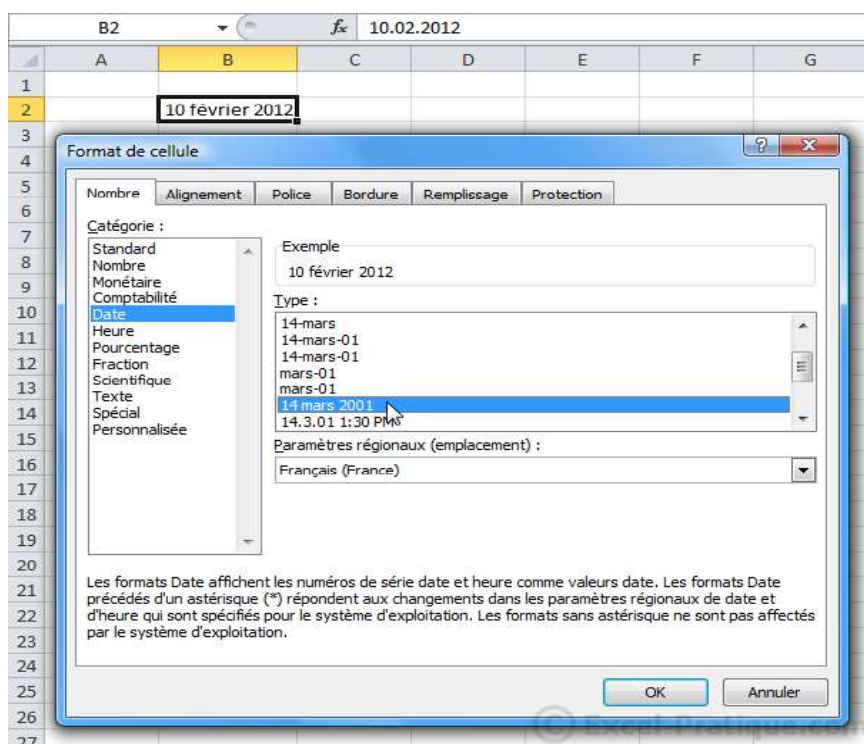 B2 fx 10.02.2012
A B C D E F G
1
2 10 février 2012
3
4
5
6
7
8
9
10
11
12
13
14
15
16
17
18
19
20
21
22
23
24
25
26
27
Format de cellule
Nombre Alignement Police Bordure Remplissage Protection
Catégorie :
Standard
Nombre
Monétaire
Comptabilité
Date
Heure
Pourcentage
Fraction
Scientifique
Texte
Spécial
Personnalisée
Exemple
10 février 2012
Type :
14-mars
14-mars-01
14-mars-01
mars-01
mars-01
14 mars 2001
14.3.01 1:30 PM
Paramètres régionaux (emplacement) :
Français (France)
Les formats Date affichent les numéros de série date et heure comme valeurs date. Les formats Date
précédés d'un astérisque (*) répondent aux changements dans les paramètres régionaux de date et
d'heure qui sont spécifiés pour le système d'exploitation. Les formats sans astérisque ne sont pas affectés
par le système d'exploitation.
OK Annuler
© Excel-Pratique.com